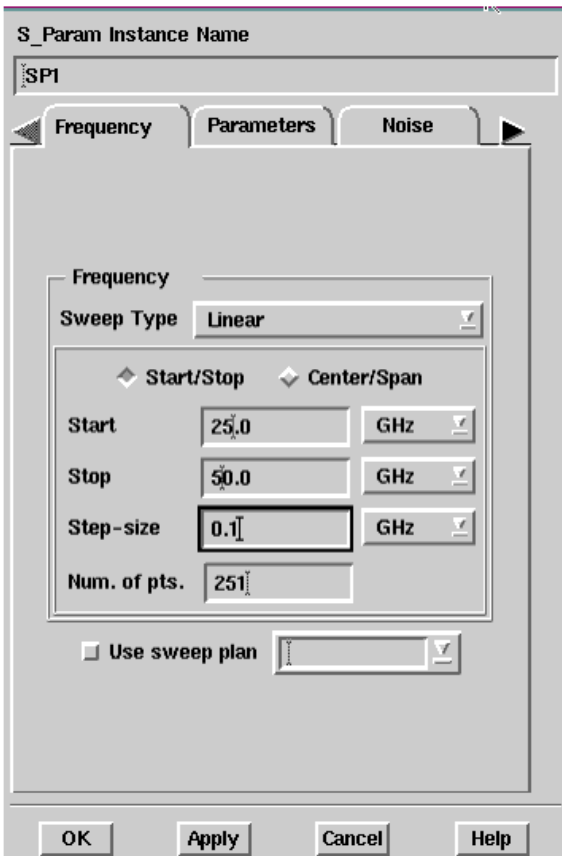 S_Param Instance Name
SP1
Frequency Parameters Noise
Frequency
Sweep Type Linear
Start/Stop Center/Span
Start 25.0 GHz
Stop 50.0 GHz
Step-size 0.1 GHz
Num. of pts. 251
Use sweep plan
OK Apply Cancel Help